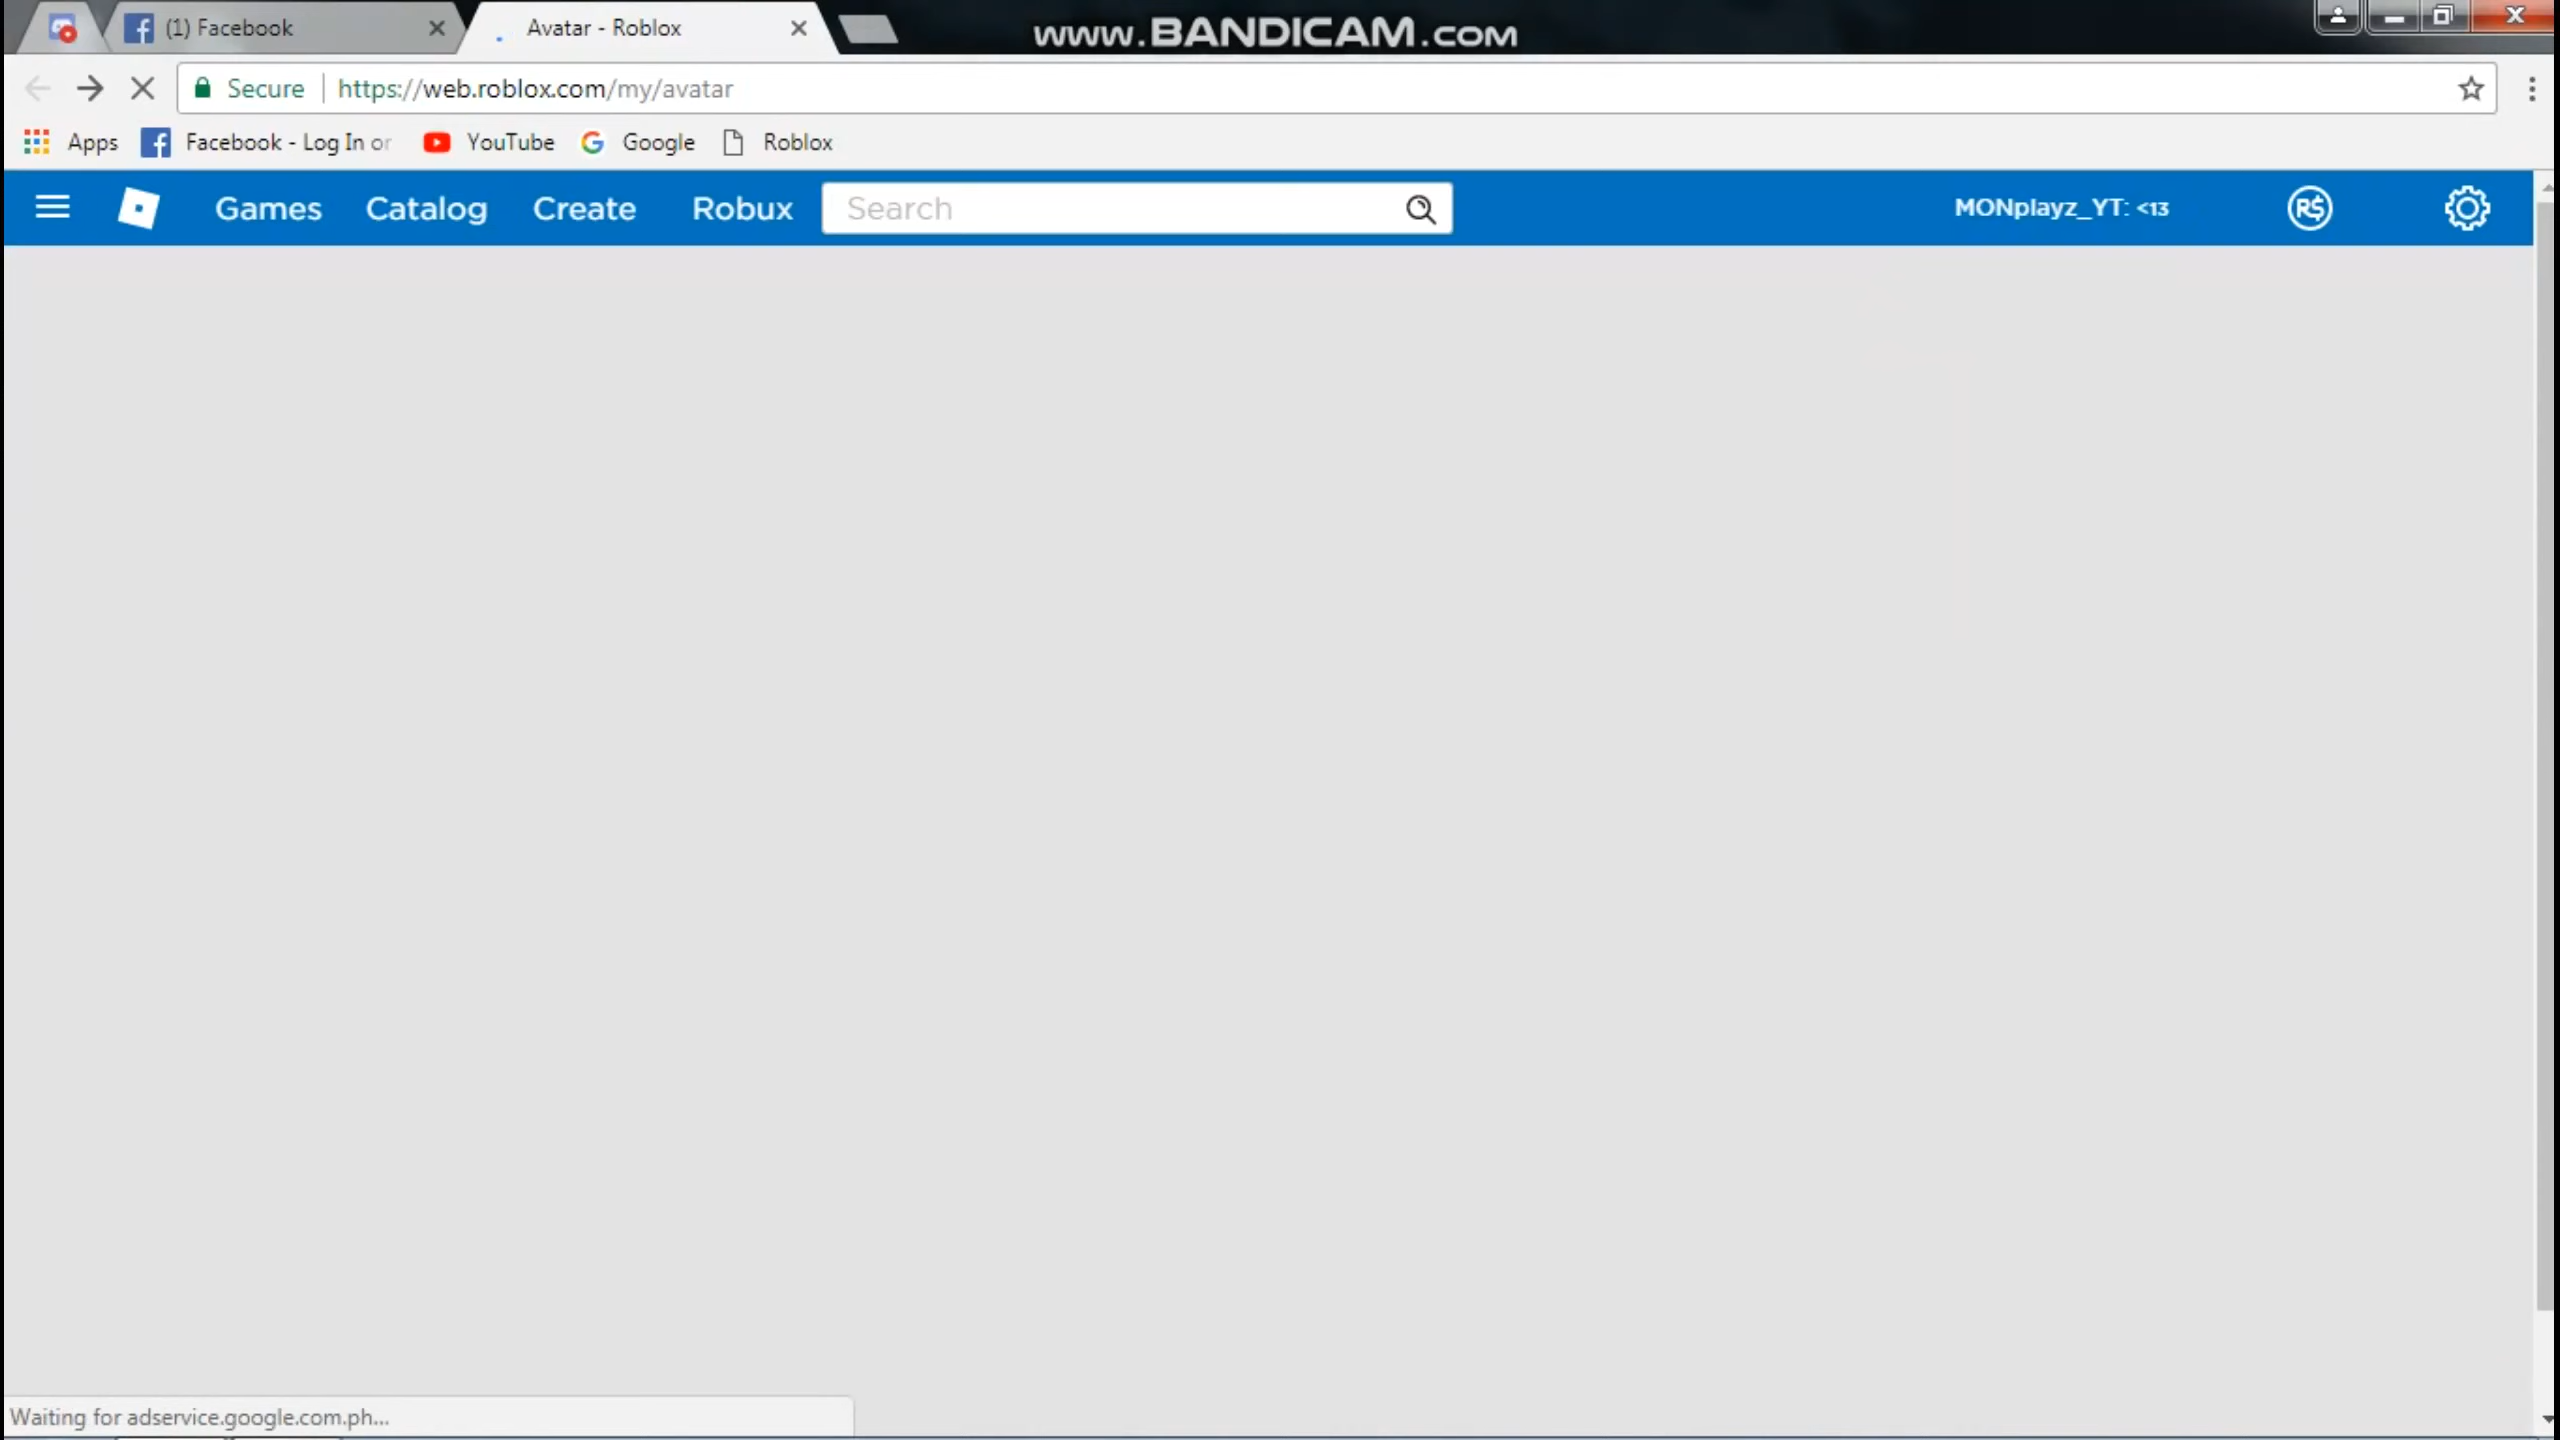 (1) Facebook
Avatar - Roblox
www.BANDICAM.com
Secure
https://web.roblox.com/my/avatar
Apps
Facebook - Log In or
YouTube
Google
Roblox
Games
Catalog
Create
Robux
Search
MONplayz_YT: <13
R$
Waiting for adservice.google.com.ph...